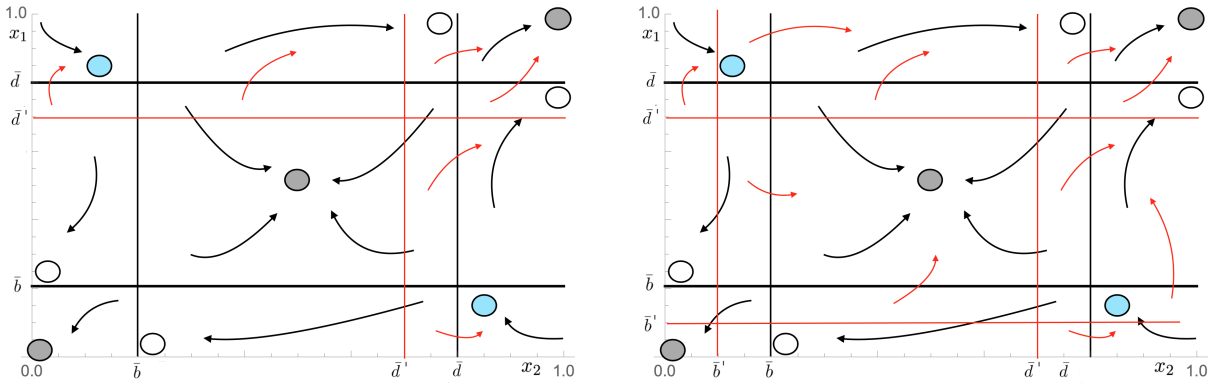 1.0 1.0
x₁ x₁
d̄ d̄
d̄' d̄'
b̄ b̄
b̄'
0.0 b̄ d̄' d̄ x₂ 1.0 0.0 b̄' b̄ d̄' d̄ x₂ 1.0